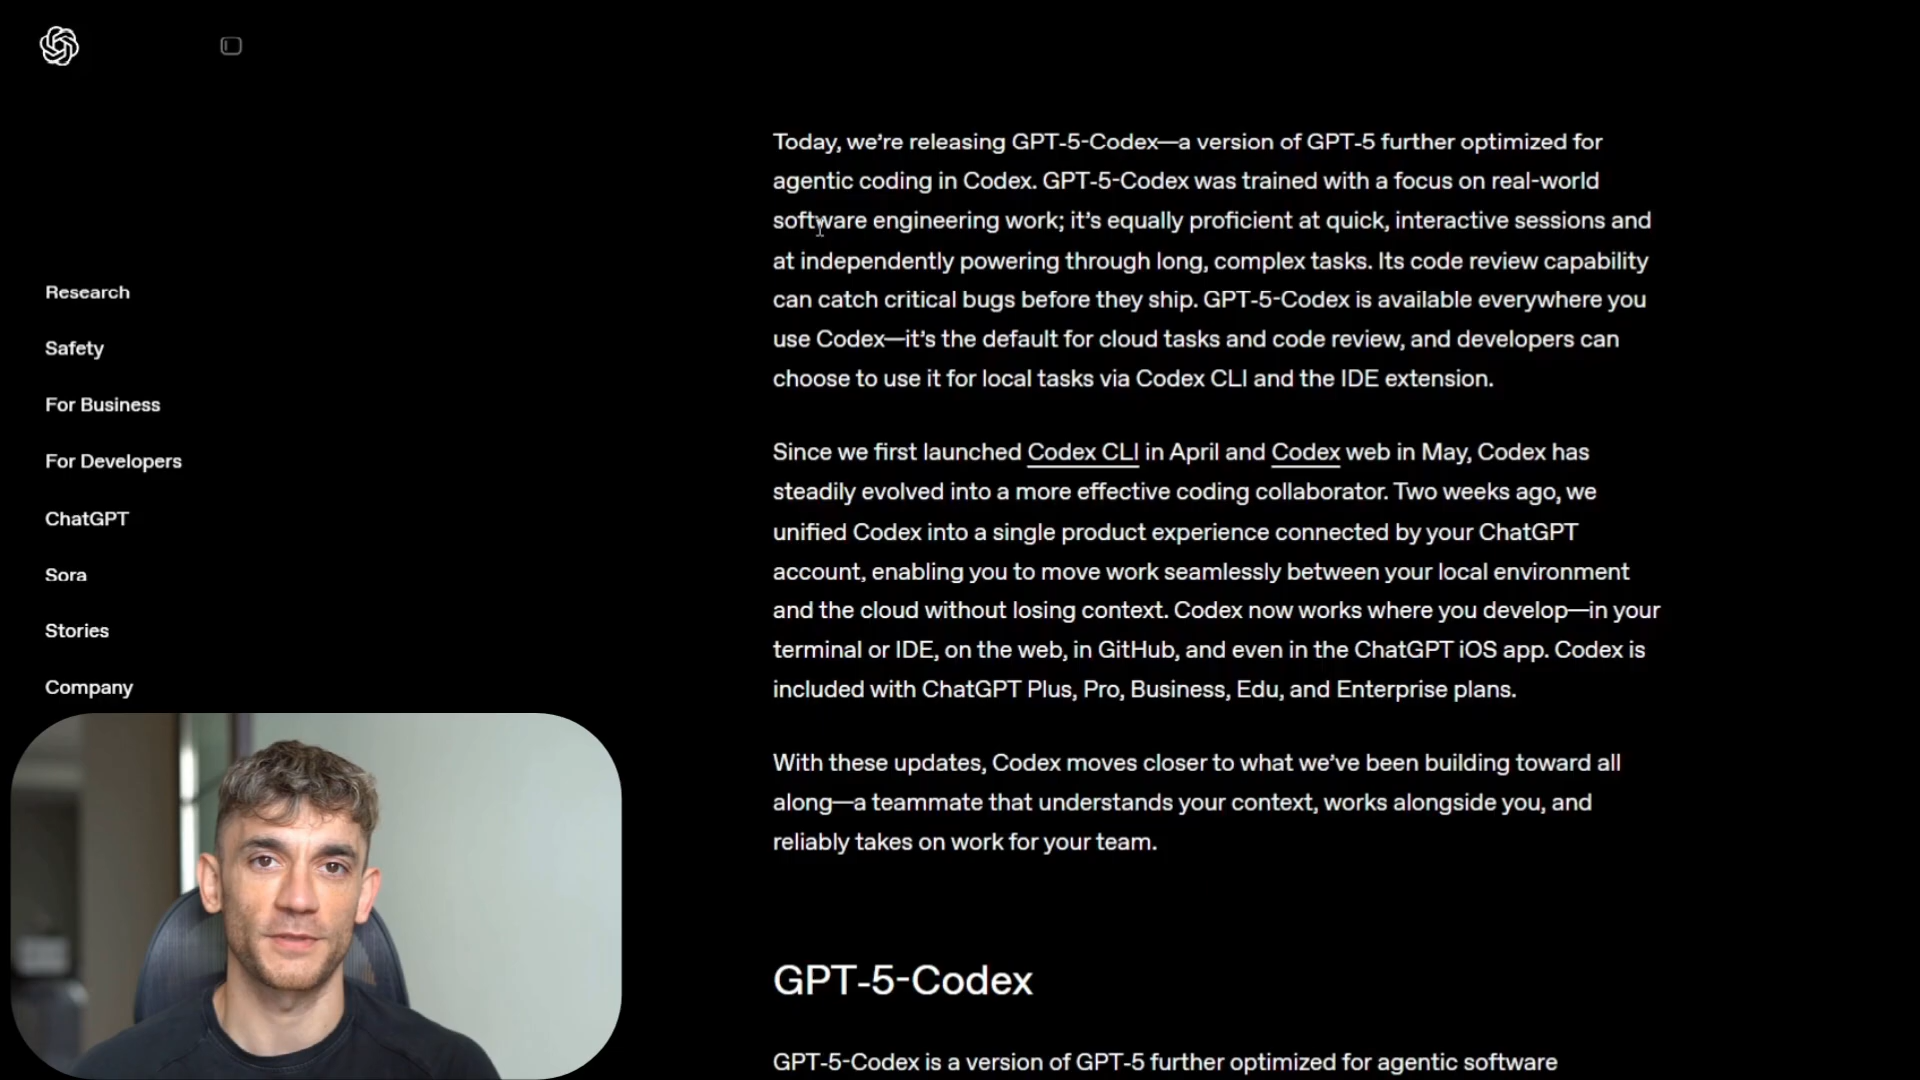 Research
Safety
For Business
For Developers
ChatGPT
Sora
Stories
Company
Today, we’re releasing GPT-5-Codex—a version of GPT-5 further optimized for
agentic coding in Codex. GPT-5-Codex was trained with a focus on real-world
software engineering work; it’s equally proficient at quick, interactive sessions and
at independently powering through long, complex tasks. Its code review capability
can catch critical bugs before they ship. GPT-5-Codex is available everywhere you
use Codex—it’s the default for cloud tasks and code review, and developers can
choose to use it for local tasks via Codex CLI and the IDE extension.
Since we first launched Codex CLI in April and Codex web in May, Codex has
steadily evolved into a more effective coding collaborator. Two weeks ago, we
unified Codex into a single product experience connected by your ChatGPT
account, enabling you to move work seamlessly between your local environment
and the cloud without losing context. Codex now works where you develop—in your
terminal or IDE, on the web, in GitHub, and even in the ChatGPT iOS app. Codex is
included with ChatGPT Plus, Pro, Business, Edu, and Enterprise plans.
With these updates, Codex moves closer to what we’ve been building toward all
along—a teammate that understands your context, works alongside you, and
reliably takes on work for your team.
GPT-5-Codex
GPT-5-Codex is a version of GPT-5 further optimized for agentic software